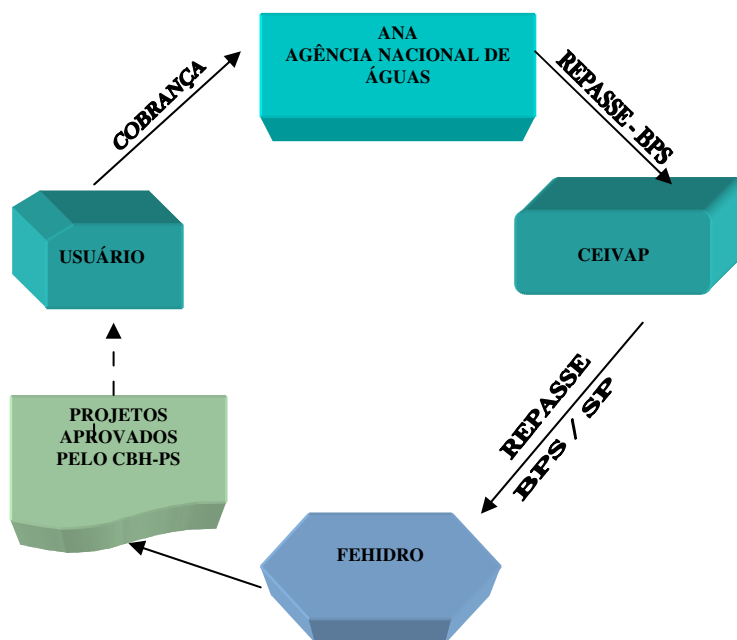 ANA
AGÊNCIA NACIONAL DE
ÁGUAS
COBRANÇA
REPASSE - BPS
USUÁRIO
CEIVAP
REPASSE
BPS / SP
PROJETOS
APROVADOS
PELO CBH-PS
FEHIDRO